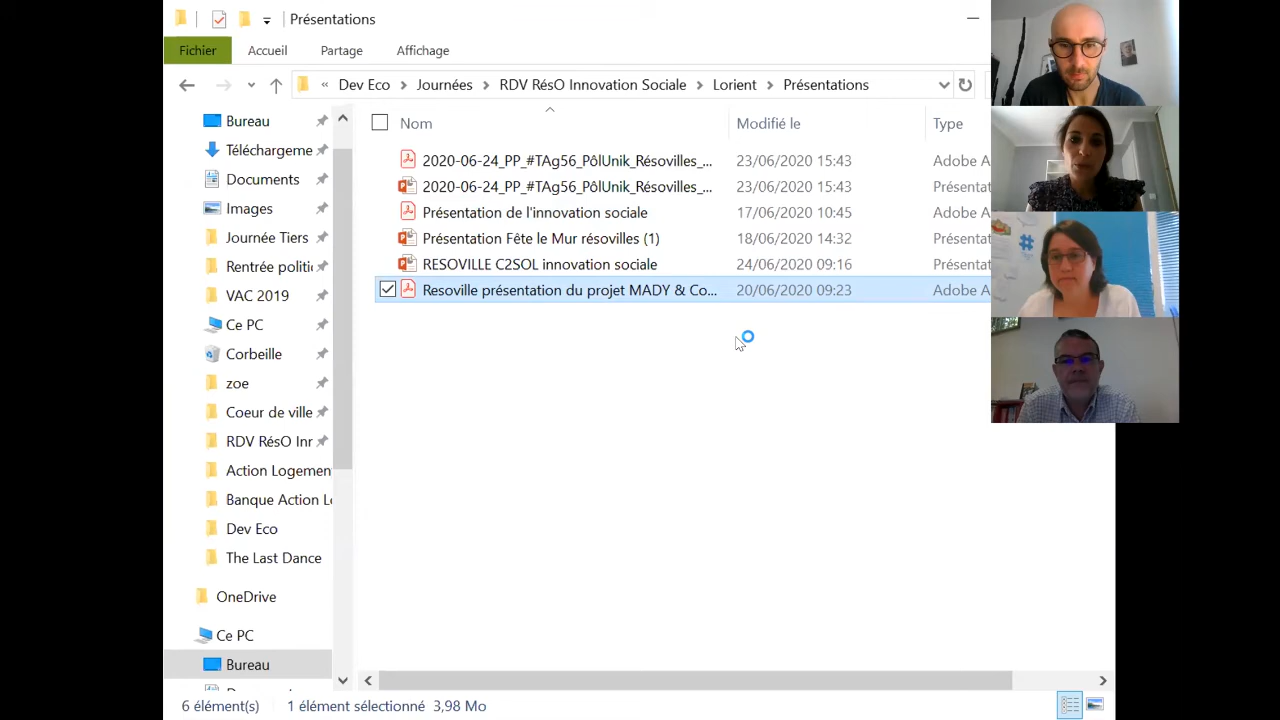 Présentations
Fichier Accueil Partage Affichage
« Dev Eco > Journées > RDV RésO Innovation Sociale > Lorient > Présentations
Nom Modifié le Type
Bureau
Téléchargeme
Documents
Images
Journée Tiers
Rentrée politi
VAC 2019
Ce PC
Corbeille
zoe
Coeur de ville
RDV RésO Inr
Action Logemen
Banque Action Lo
Dev Eco
The Last Dance
OneDrive
Ce PC
Bureau
2020-06-24_PP_#TAg56_PôlUnik_Résovilles_... 23/06/2020 15:43 Adobe A
2020-06-24_PP_#TAg56_PôlUnik_Résovilles_... 23/06/2020 15:43 Présenta
Présentation de l'innovation sociale 17/06/2020 10:45 Adobe A
Présentation Fête le Mur résovilles (1) 18/06/2020 14:32 Présenta
RESOVILLE C2SOL innovation sociale 24/06/2020 09:16 Présenta
Resoville présentation du projet MADY & Co... 20/06/2020 09:23 Adobe A
6 élément(s) 1 élément sélectionné 3,98 Mo